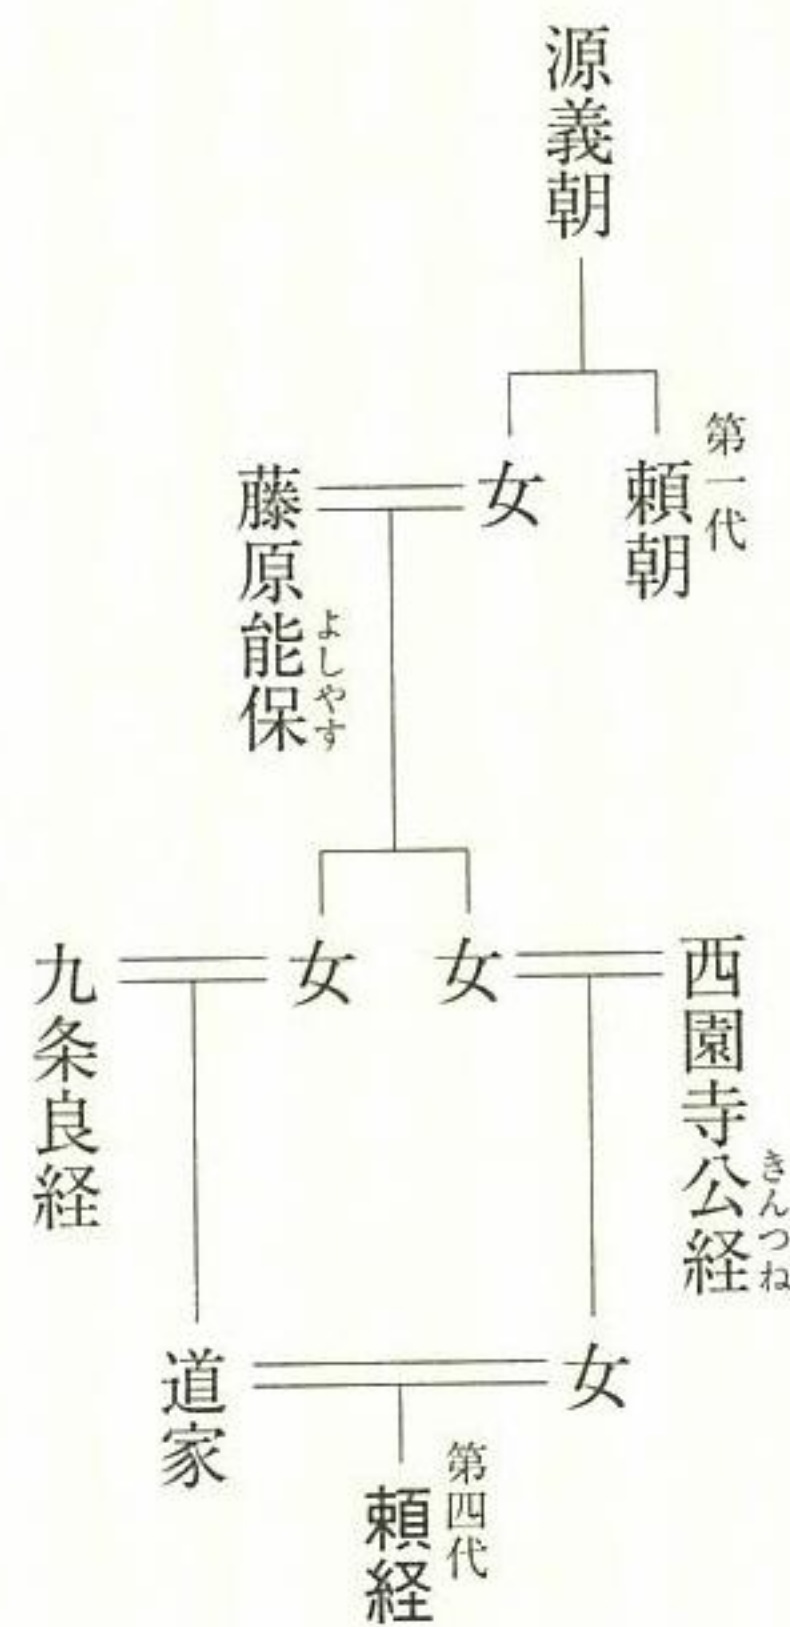 源義朝
第一代
頼朝
女
藤原能保
よしやす
西園寺公経
きんつね
女
女
九条良経
女
道家
第四代
頼経